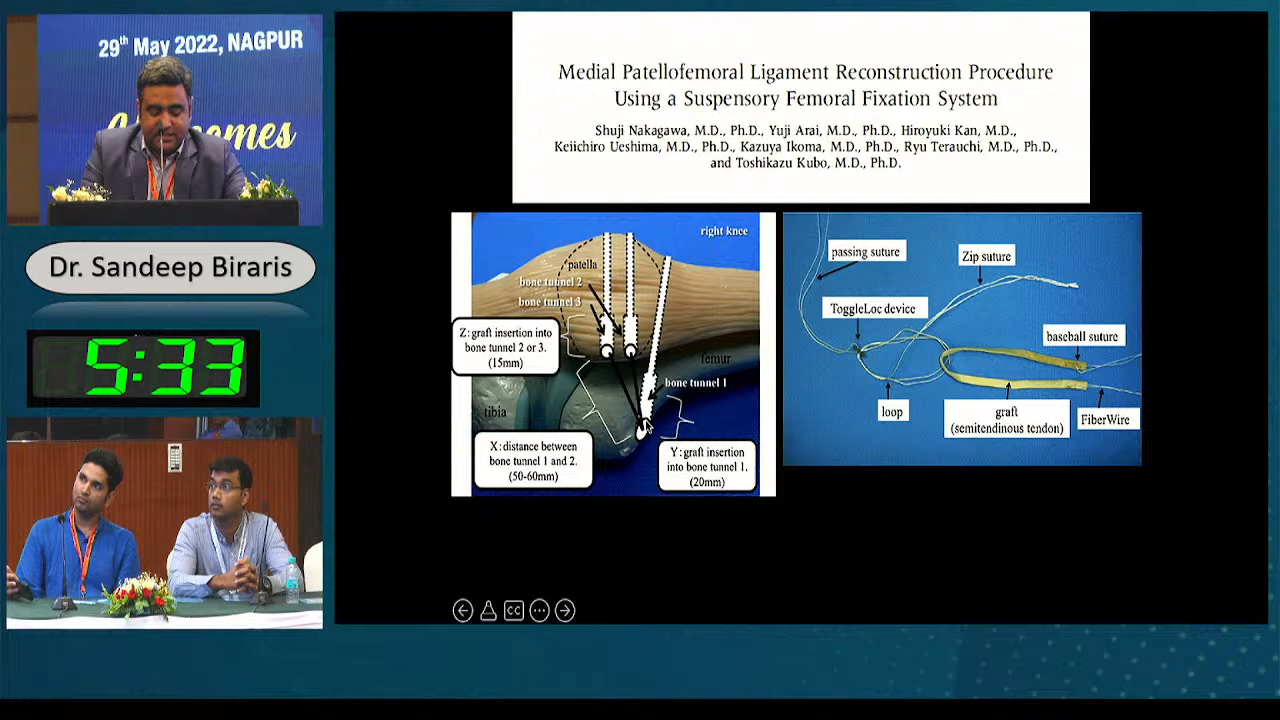 29th May 2022, NAGPUR
Dr. Sandeep Biraris
5:33
Medial Patellofemoral Ligament Reconstruction Procedure
Using a Suspensory Femoral Fixation System
Shuji Nakagawa, M.D., Ph.D., Yuji Arai, M.D., Ph.D., Hiroyuki Kan, M.D.,
Keiichiro Ueshima, M.D., Ph.D., Kazuya Ikoma, M.D., Ph.D., Ryu Terauchi, M.D., Ph.D.,
and Toshikazu Kubo, M.D., Ph.D.
right knee
patella
bone tunnel 2
bone tunnel 3
Z: graft insertion into
bone tunnel 2 or 3.
(15mm)
femur
bone tunnel 1
tibia
X: distance between
bone tunnel 1 and 2.
(50-60mm)
Y: graft insertion
into bone tunnel 1.
(20mm)
passing suture
Zip suture
ToggleLoc device
baseball suture
loop
graft
(semitendinous tendon)
FiberWire
CC